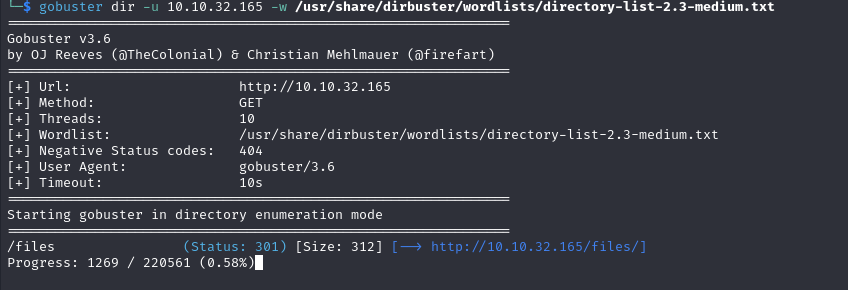 └─$ gobuster dir -u 10.10.32.165 -w /usr/share/dirbuster/wordlists/directory-list-2.3-medium.txt
===============================================================
Gobuster v3.6
by OJ Reeves (@TheColonial) & Christian Mehlmauer (@firefart)
===============================================================
[+] Url:                     http://10.10.32.165
[+] Method:                  GET
[+] Threads:                 10
[+] Wordlist:                /usr/share/dirbuster/wordlists/directory-list-2.3-medium.txt
[+] Negative Status codes:   404
[+] User Agent:              gobuster/3.6
[+] Timeout:                 10s
===============================================================
Starting gobuster in directory enumeration mode
===============================================================
/files                (Status: 301) [Size: 312] [--> http://10.10.32.165/files/]
Progress: 1269 / 220561 (0.58%)